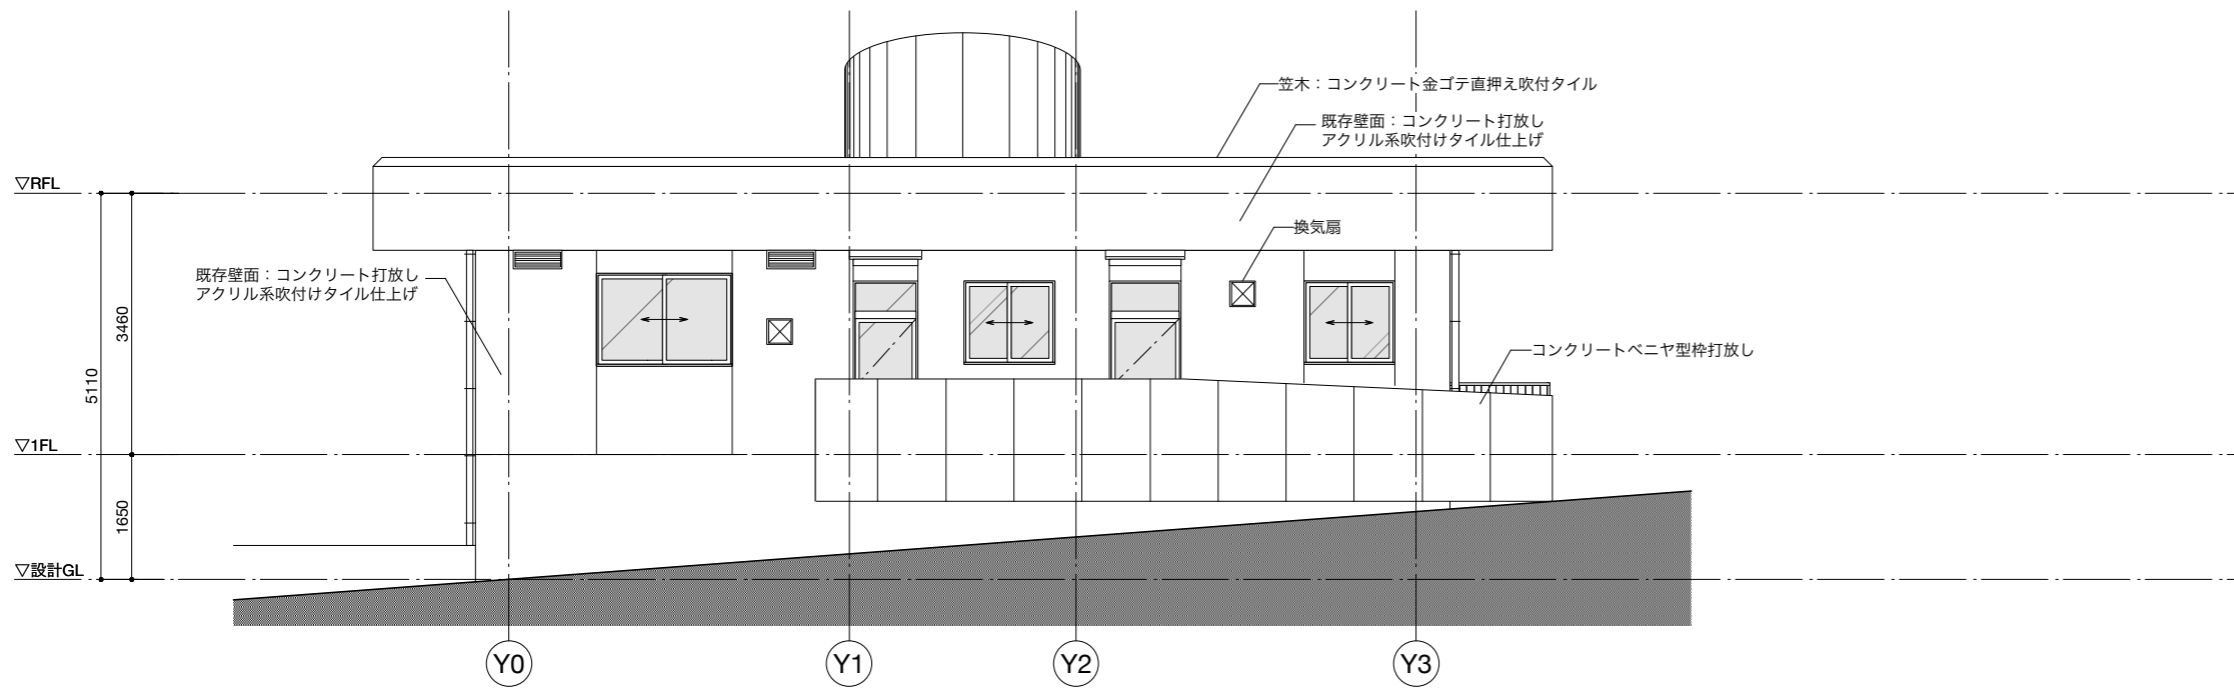 笠木：コンクリート金ゴテ直押え吹付タイル
既存壁面：コンクリート打放し
アクリル系吹付けタイル仕上げ
▽RFL
換気扇
既存壁面：コンクリート打放し
アクリル系吹付けタイル仕上げ
3460
コンクリートベニヤ型枠打放し
5110
▽1FL
1650
▽設計GL
Y0
Y1
Y2
Y3